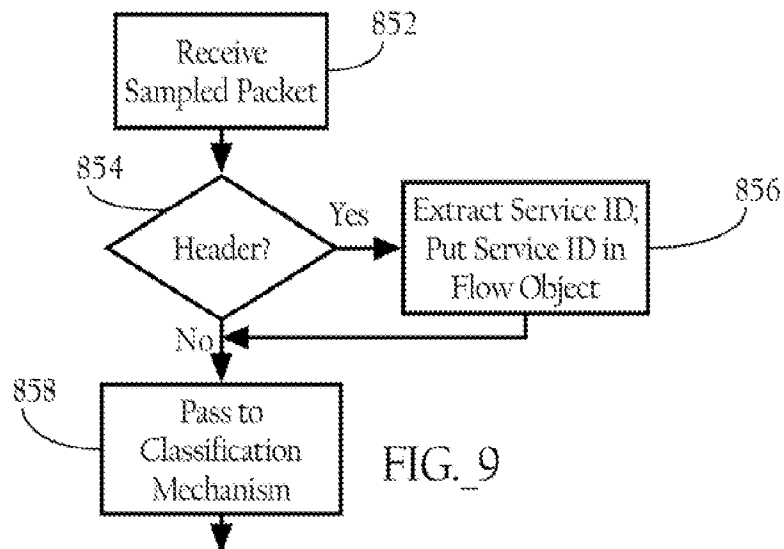 852
Receive
Sampled Packet
854
Header?
Yes
Extract Service ID;
Put Service ID in
Flow Object
856
No
858
Pass to
Classification
Mechanism
FIG._9